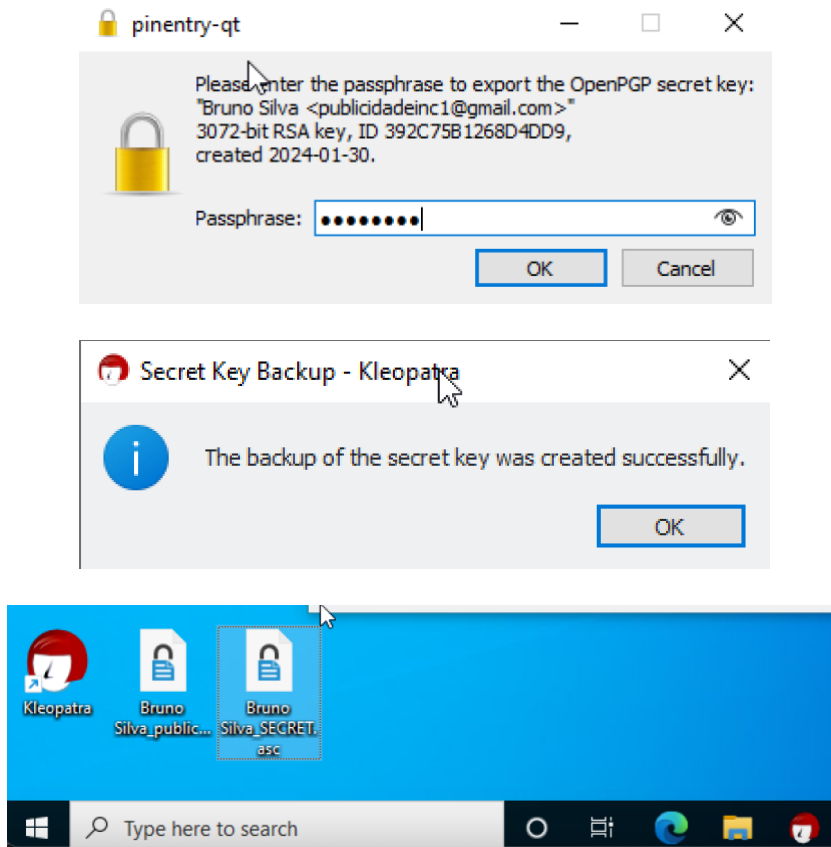 pinentry-qt
Please enter the passphrase to export the OpenPGP secret key:
"Bruno Silva <publicidadeinc1@gmail.com>"
3072-bit RSA key, ID 392C75B1268D4DD9,
created 2024-01-30.
Passphrase:
OK Cancel
Secret Key Backup - Kleopatra
The backup of the secret key was created successfully.
OK
Kleopatra
Bruno
Silva_public...
Bruno
Silva_SECRET.
asc
Type here to search